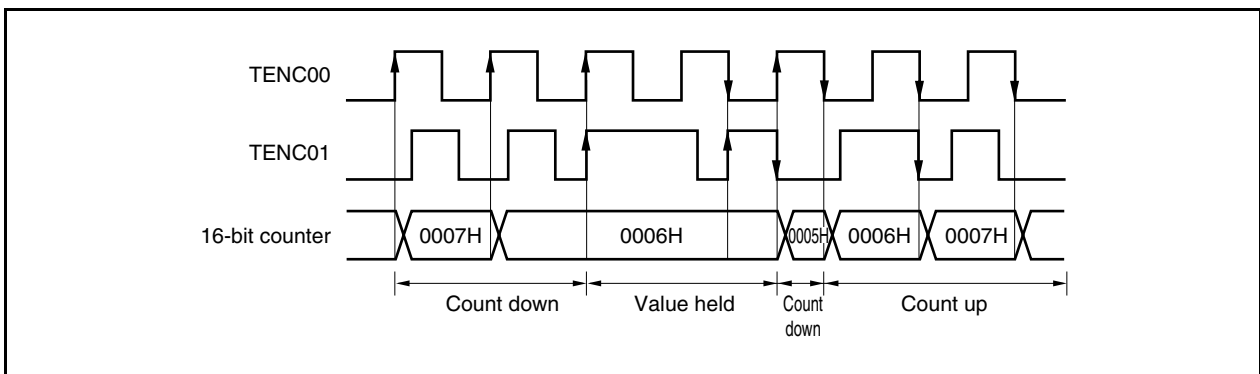 TENC00
TENC01
16-bit counter
0007H
0006H
0005H
0006H
0007H
Count down
Value held
Count
down
Count up